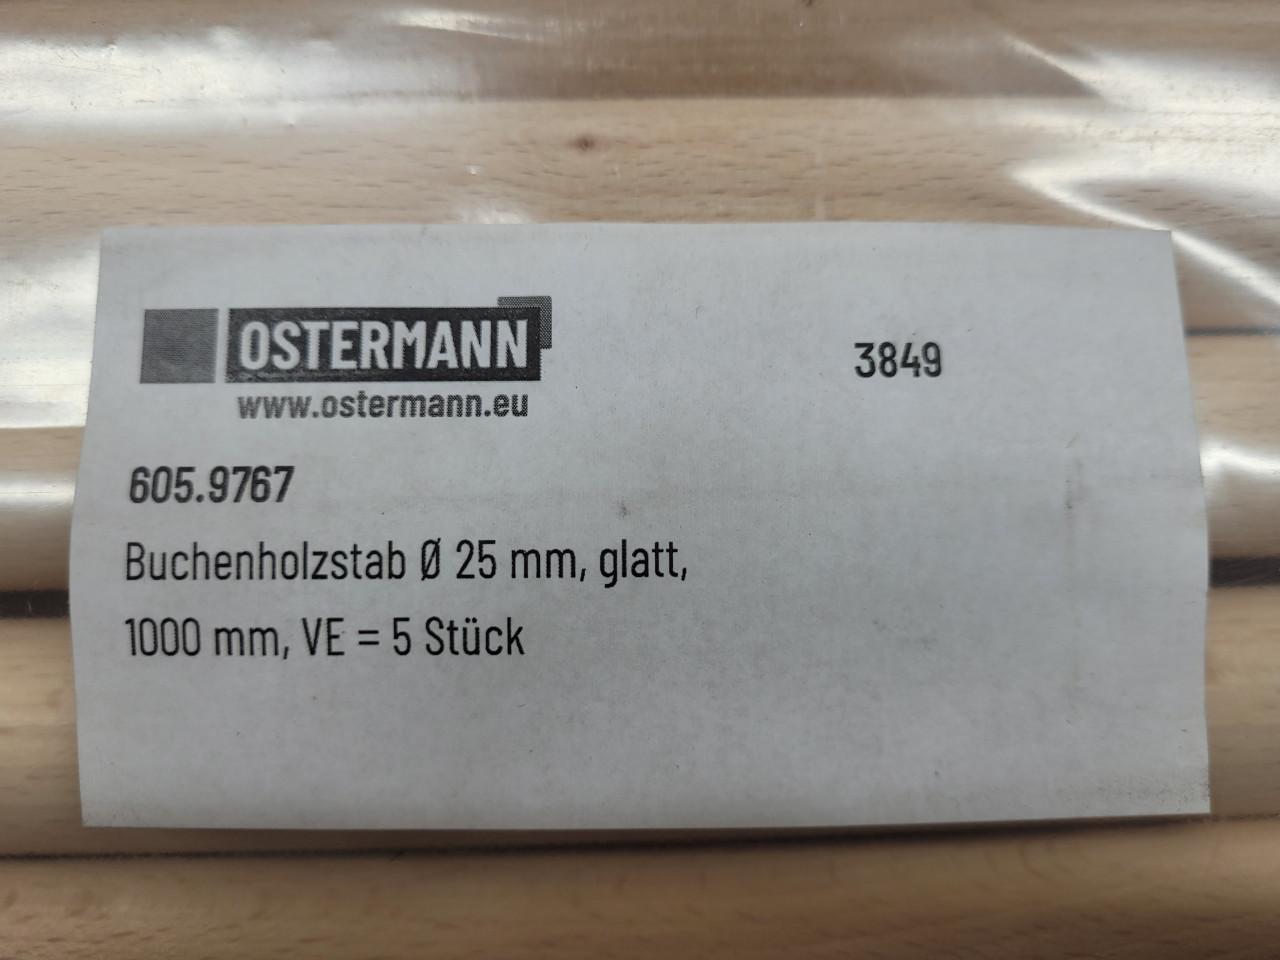 OSTERMANN
www.ostermann.eu
3849
605.9767
Buchenholzstab Ø 25 mm, glatt,
1000 mm, VE = 5 Stück